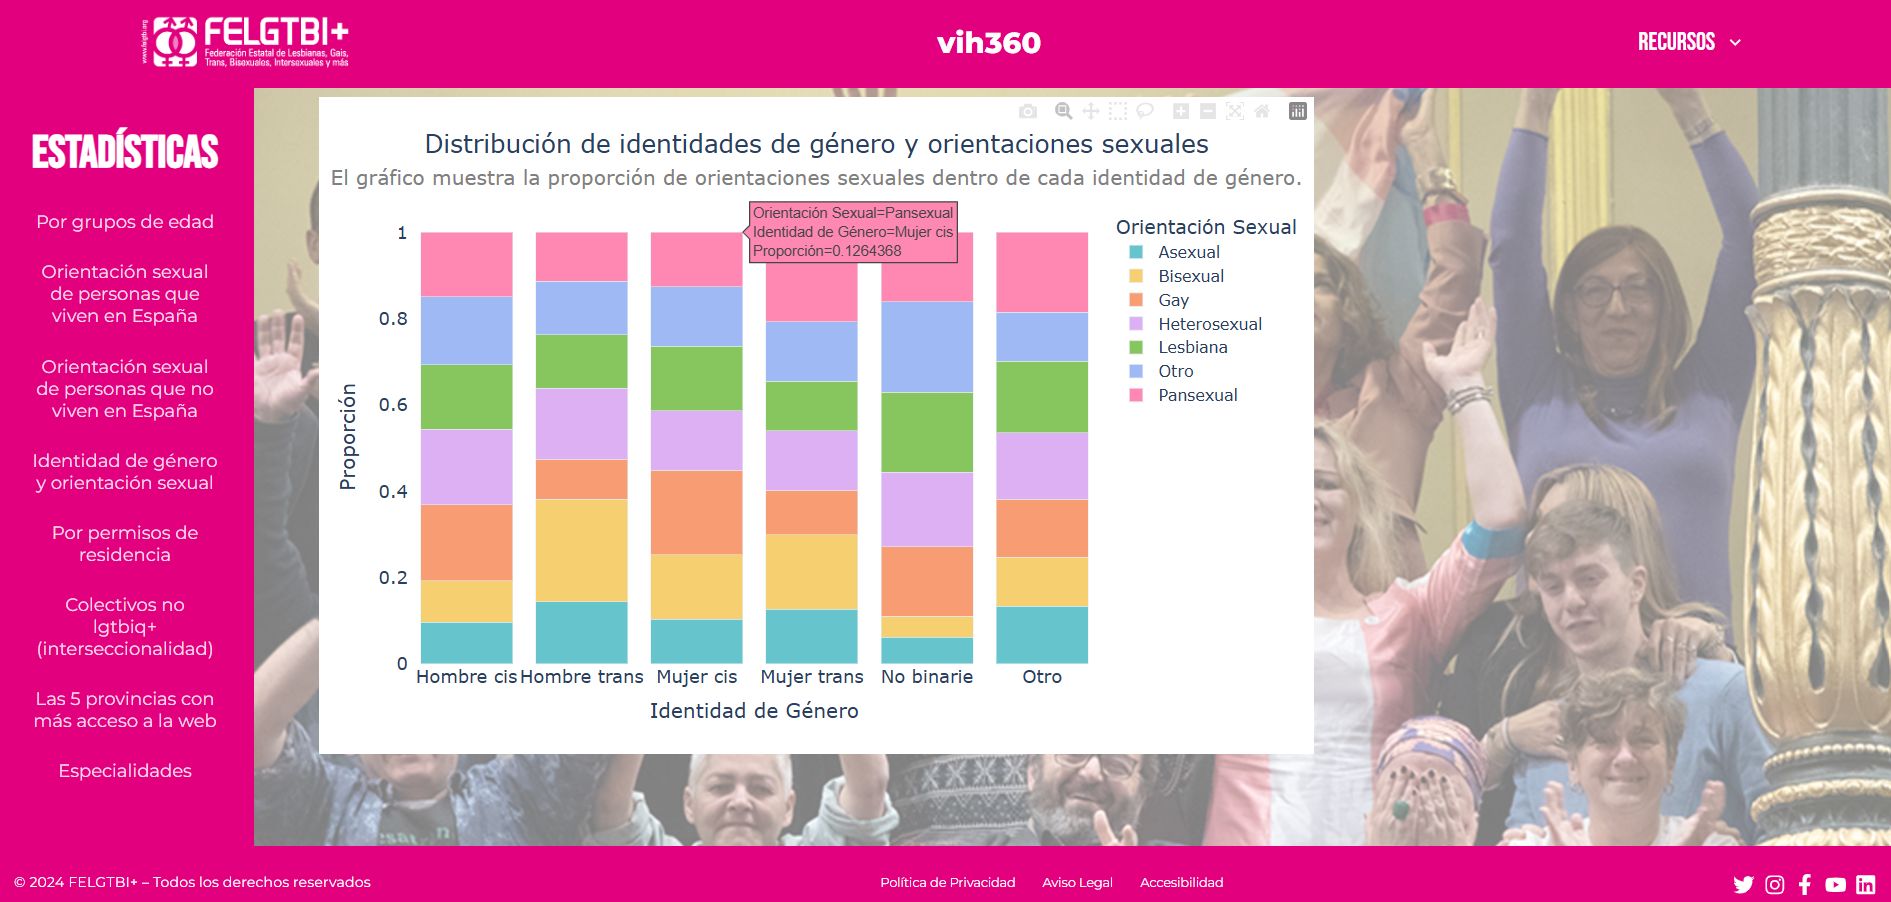 www.felgtbi.org
FELGTBI+
Federación Estatal de Lesbianas, Gais,
Trans, Bisexuales, Intersexuales y más
vih360
RECURSOS
ESTADÍSTICAS
Por grupos de edad
Orientación sexual
de personas que
viven en España
Orientación sexual
de personas que no
viven en España
Identidad de género
y orientación sexual
Por permisos de
residencia
Colectivos no
lgtbiq+
(interseccionalidad)
Las 5 provincias con
más acceso a la web
Especialidades
Distribución de identidades de género y orientaciones sexuales
El gráfico muestra la proporción de orientaciones sexuales dentro de cada identidad de género.
Orientación Sexual=Pansexual
Identidad de Género=Mujer cis
Proporción=0.1264368
Proporción
1
0.8
0.6
0.4
0.2
0
Hombre cis Hombre trans Mujer cis Mujer trans No binarie Otro
Identidad de Género
Orientación Sexual
Asexual
Bisexual
Gay
Heterosexual
Lesbiana
Otro
Pansexual
© 2024 FELGTBI+ – Todos los derechos reservados
Política de Privacidad Aviso Legal Accesibilidad